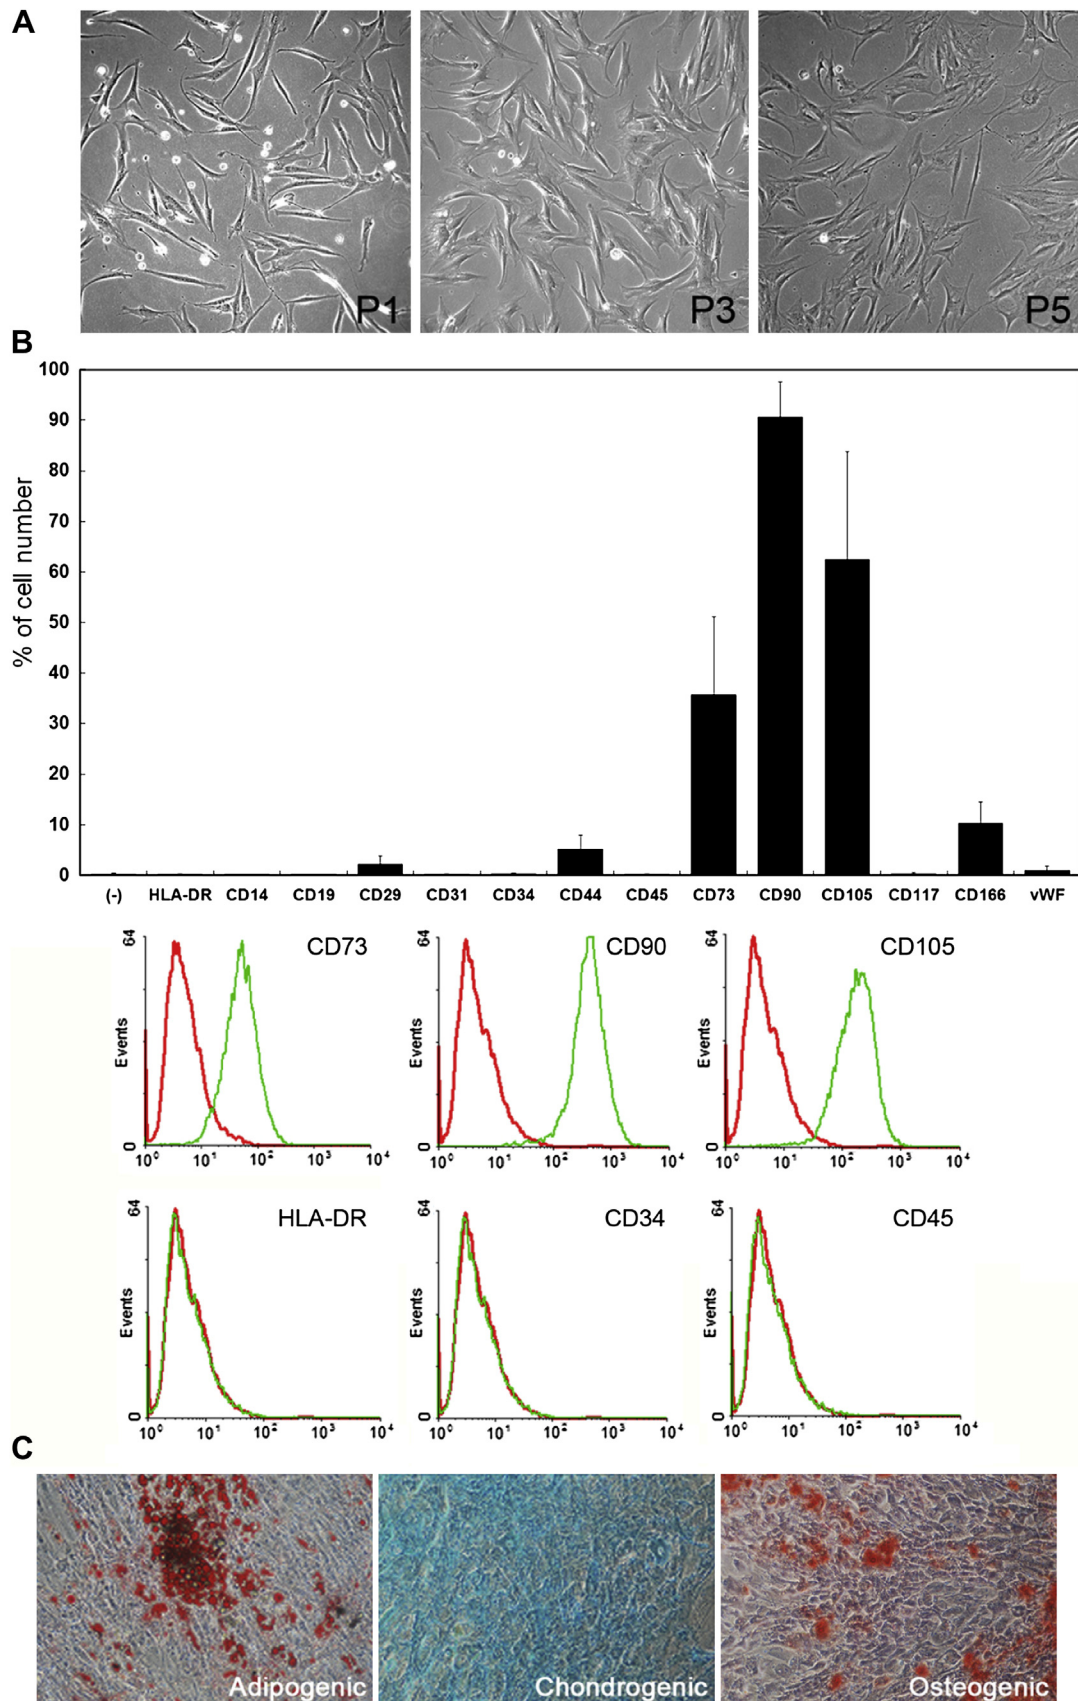 A
P1
P3
P5
B
100
90
80
70
60
50
40
30
20
10
0
% of cell number
(-) HLA-DR CD14 CD19 CD29 CD31 CD34 CD44 CD45 CD73 CD90 CD105 CD117 CD166 vWF
64
CD73
Events
0
10⁰ 10¹ 10² 10³ 10⁴
64
CD90
Events
0
10⁰ 10¹ 10² 10³ 10⁴
64
CD105
Events
0
10⁰ 10¹ 10² 10³ 10⁴
64
HLA-DR
Events
0
10⁰ 10¹ 10² 10³ 10⁴
64
CD34
Events
0
10⁰ 10¹ 10² 10³ 10⁴
64
CD45
Events
0
10⁰ 10¹ 10² 10³ 10⁴
C
Adipogenic
Chondrogenic
Osteogenic